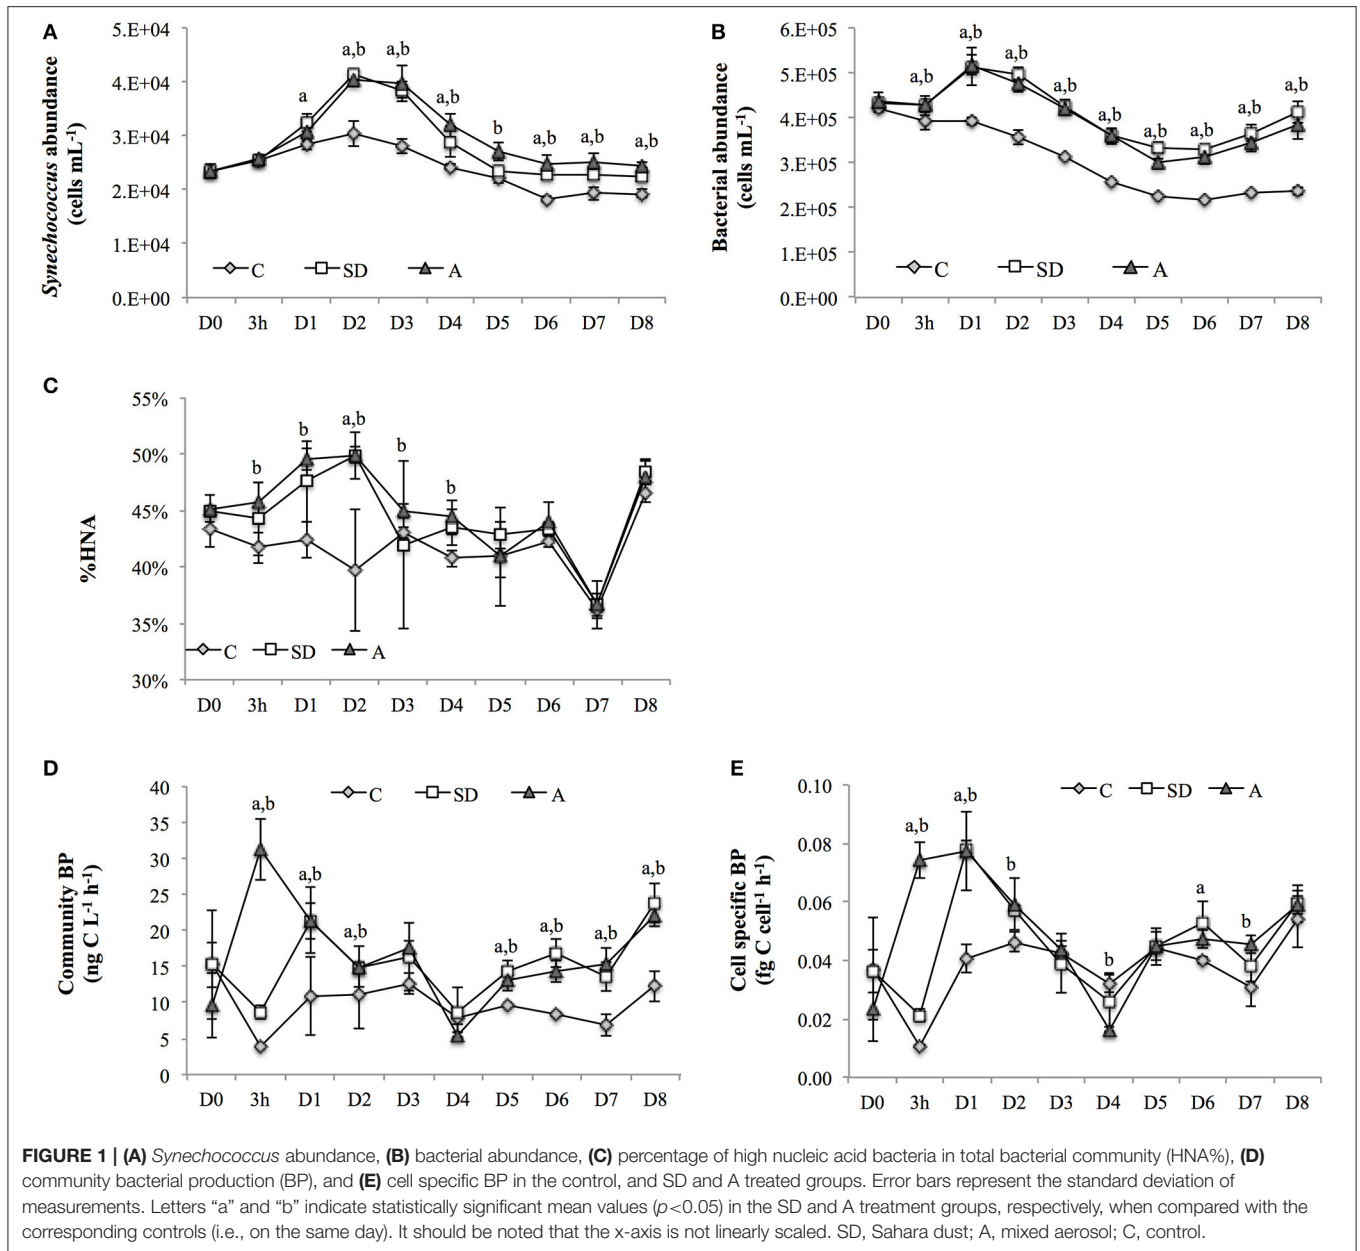 A
5.E+04
4.E+04
3.E+04
2.E+04
1.E+04
0.E+00
Synechococcus abundance
(cells mL-1)
a
a,b
a,b
a,b
b
a,b
a,b
a,b
C SD A
D0 3h D1 D2 D3 D4 D5 D6 D7 D8
B
6.E+05
5.E+05
4.E+05
3.E+05
2.E+05
1.E+05
0.E+00
Bacterial abundance
(cells mL-1)
a,b
a,b
a,b
a,b
a,b
a,b
a,b
a,b
a,b
C SD A
D0 3h D1 D2 D3 D4 D5 D6 D7 D8
C
55%
50%
45%
40%
35%
30%
%HNA
b
b
a,b
b
b
C SD A
D0 3h D1 D2 D3 D4 D5 D6 D7 D8
D
40
35
30
25
20
15
10
5
0
Community BP
(ng C L-1 h-1)
C SD A
a,b
a,b
a,b
a,b
a,b
a,b
a,b
D0 3h D1 D2 D3 D4 D5 D6 D7 D8
E
0.10
0.08
0.06
0.04
0.02
0.00
Cell specific BP
(fg C cell-1 h-1)
C SD A
a,b
a,b
b
b
a
b
D0 3h D1 D2 D3 D4 D5 D6 D7 D8
FIGURE 1 | (A) Synechococcus abundance, (B) bacterial abundance, (C) percentage of high nucleic acid bacteria in total bacterial community (HNA%), (D)
community bacterial production (BP), and (E) cell specific BP in the control, and SD and A treated groups. Error bars represent the standard deviation of
measurements. Letters “a” and “b” indicate statistically significant mean values (p<0.05) in the SD and A treatment groups, respectively, when compared with the
corresponding controls (i.e., on the same day). It should be noted that the x-axis is not linearly scaled. SD, Sahara dust; A, mixed aerosol; C, control.